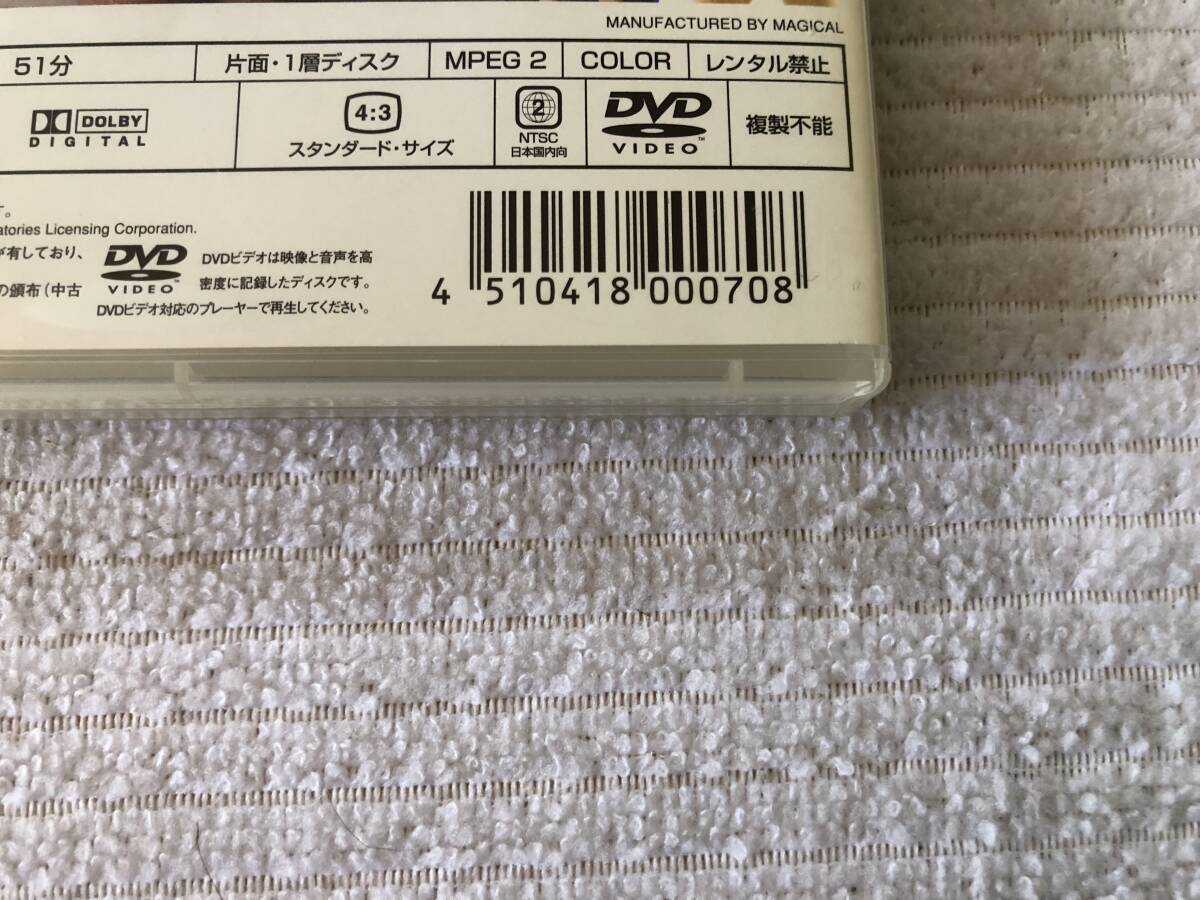 MANUFACTURED BY MAG!CAL
51分 片面・1層ディスク MPEG 2 COLOR レンタル禁止
DOLBY DIGITAL
4:3
スタンダード・サイズ
2
NTSC
日本国内向
DVD
VIDEO™
複製不能
す。
atories Licensing Corporation.
が有しており、
の頒布(中古
DVD
VIDEO™
DVDビデオは映像と音声を高
密度に記録したディスクです。
DVDビデオ対応のプレーヤーで再生してください。
4 510418 000708